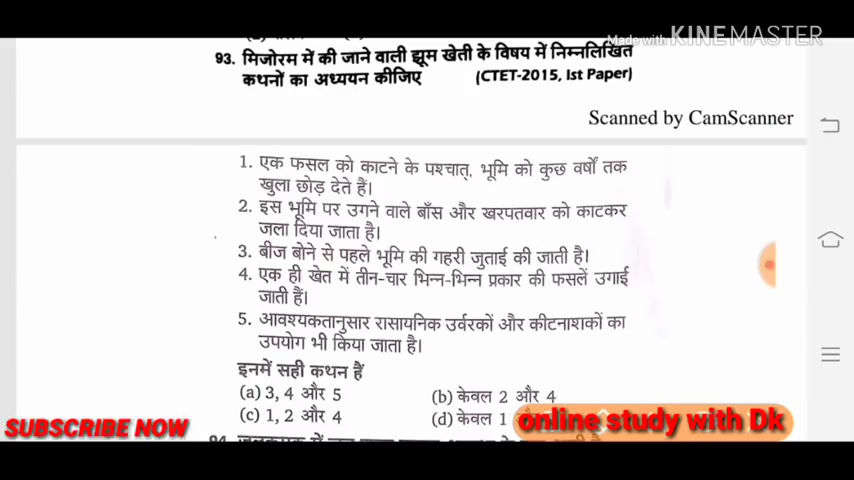 Made with KINEMASTER
93. मिजोरम में की जाने वाली झूम खेती के विषय में निम्नलिखित
कथनों का अध्ययन कीजिए (CTET-2015, Ist Paper)
Scanned by CamScanner
1. एक फसल को काटने के पश्चात्, भूमि को कुछ वर्षों तक
खुला छोड़ देते हैं।
2. इस भूमि पर उगने वाले बाँस और खरपतवार को काटकर
जला दिया जाता है।
3. बीज बोने से पहले भूमि की गहरी जुताई की जाती है।
4. एक ही खेत में तीन-चार भिन्न-भिन्न प्रकार की फसलें उगाई
जाती हैं।
5. आवश्यकतानुसार रासायनिक उर्वरकों और कीटनाशकों का
उपयोग भी किया जाता है।
इनमें सही कथन हैं
(a) 3, 4 और 5 (b) केवल 2 और 4
(c) 1, 2 और 4 (d) केवल 1
SUBSCRIBE NOW
online study with Dk